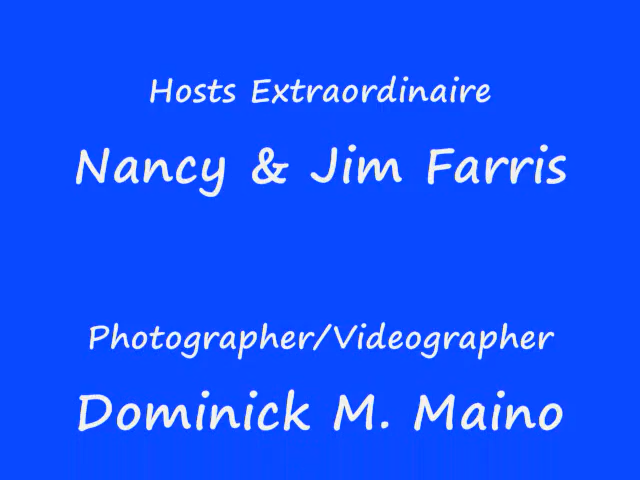 Hosts Extraordinaire
Nancy & Jim Farris
Photographer/Videographer
Dominick M. Maino